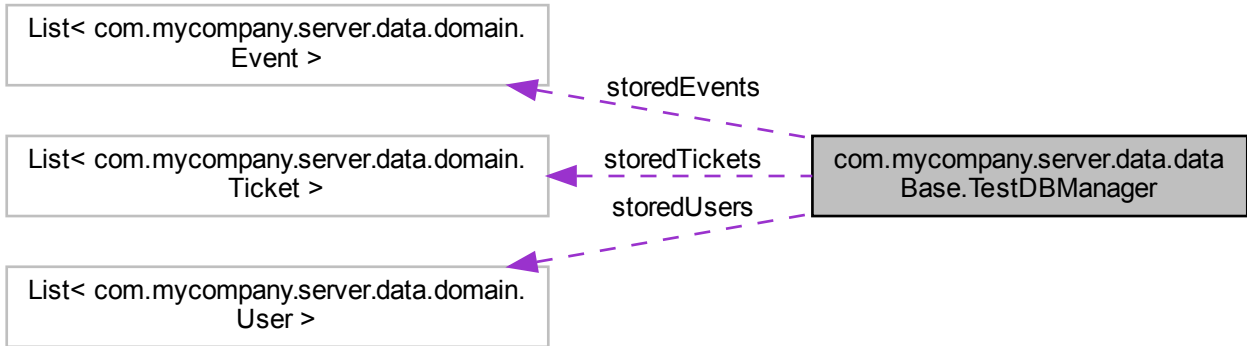 List< com.mycompany.server.data.domain.
Event >
storedEvents
List< com.mycompany.server.data.domain.
Ticket >
storedTickets
com.mycompany.server.data.data
Base.TestDBManager
storedUsers
List< com.mycompany.server.data.domain.
User >